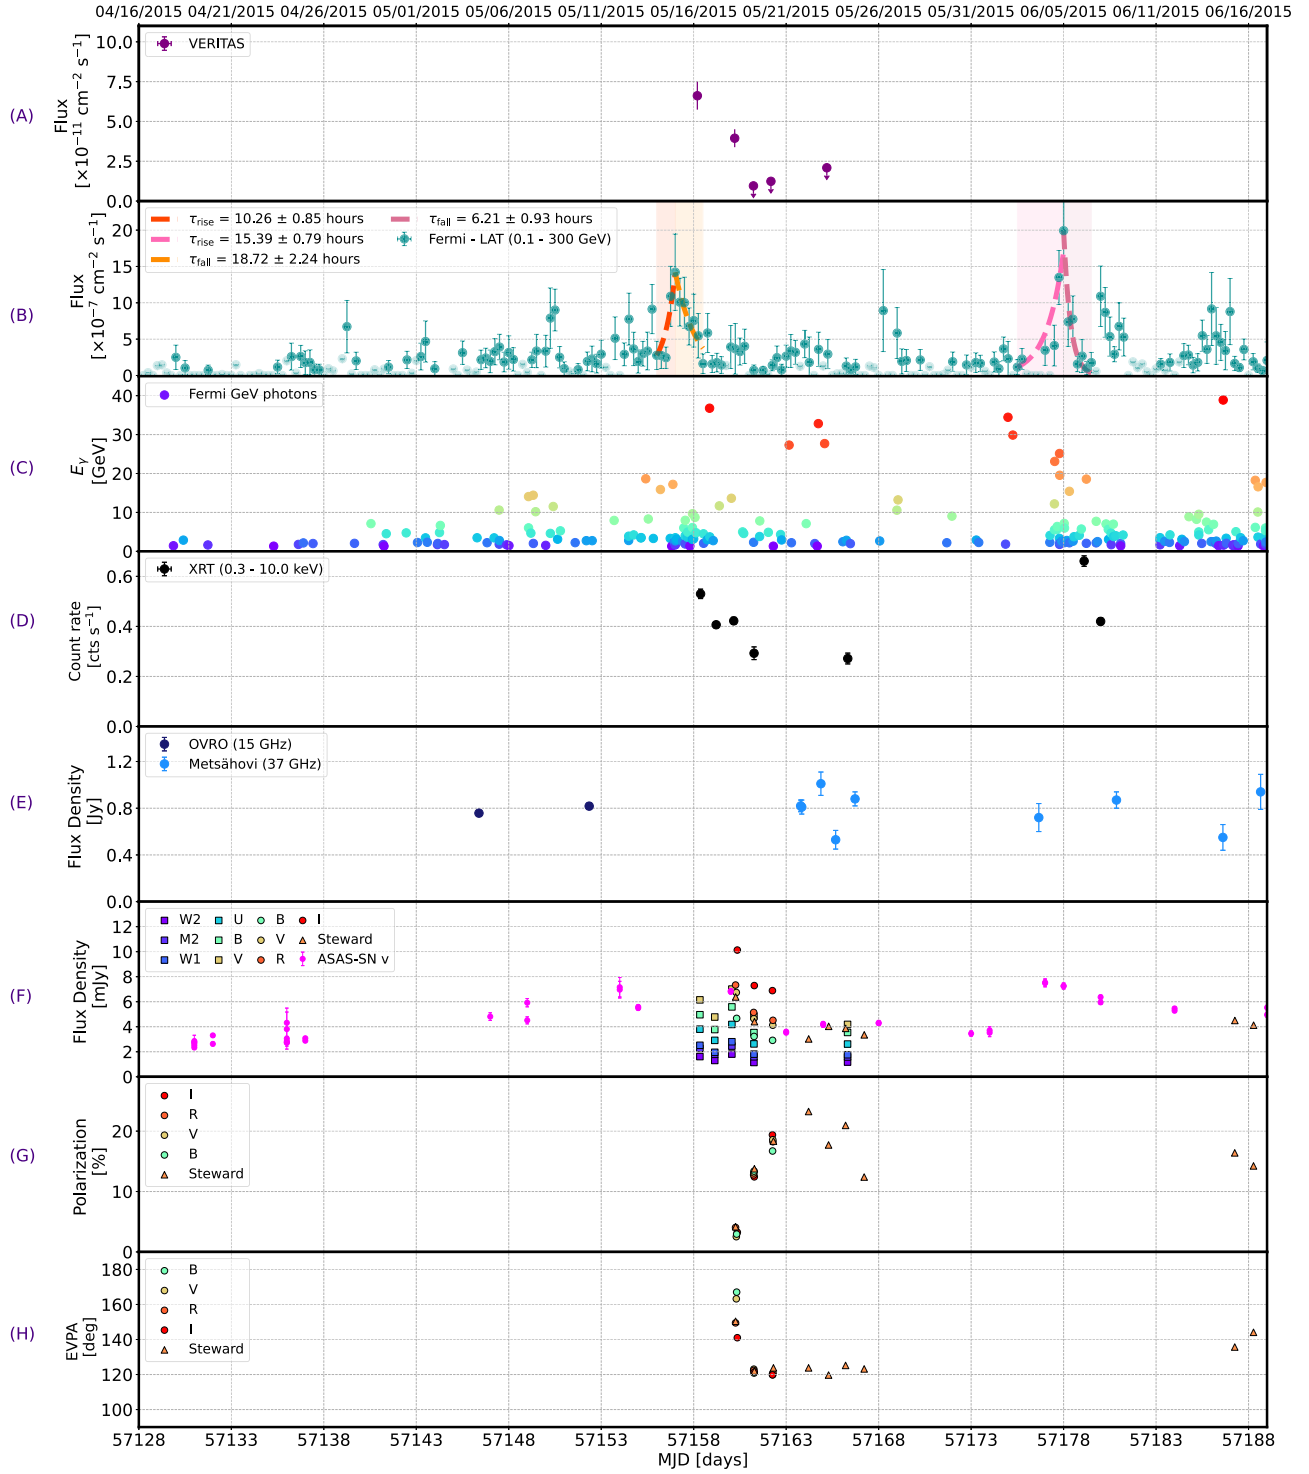 04/16/2015 04/21/2015 04/26/2015 05/01/2015 05/06/2015 05/11/2015 05/16/2015 05/21/2015 05/26/2015 05/31/2015 06/05/2015 06/11/2015 06/16/2015
(A)
Flux
[×10⁻¹¹ cm⁻² s⁻¹]
10.0
7.5
5.0
2.5
0.0
VERITAS
(B)
Flux
[×10⁻⁷ cm⁻² s⁻¹]
20
15
10
5
0
τrise = 10.26 ± 0.85 hours
τrise = 15.39 ± 0.79 hours
τfall = 18.72 ± 2.24 hours
τfall = 6.21 ± 0.93 hours
Fermi - LAT (0.1 - 300 GeV)
(C)
Eγ
[GeV]
40
30
20
10
0
Fermi GeV photons
(D)
Count rate
[cts s⁻¹]
0.6
0.4
0.2
0.0
XRT (0.3 - 10.0 keV)
(E)
Flux Density
[Jy]
1.2
0.8
0.4
0.0
OVRO (15 GHz)
Metsähovi (37 GHz)
(F)
Flux Density
[mJy]
12
10
8
6
4
2
0
W2 U B I
M2 B V Steward
W1 V R ASAS-SN v
(G)
Polarization
[%]
20
10
0
I
R
V
B
Steward
(H)
EVPA
[deg]
180
160
140
120
100
B
V
R
I
Steward
57128 57133 57138 57143 57148 57153 57158 57163 57168 57173 57178 57183 57188
MJD [days]